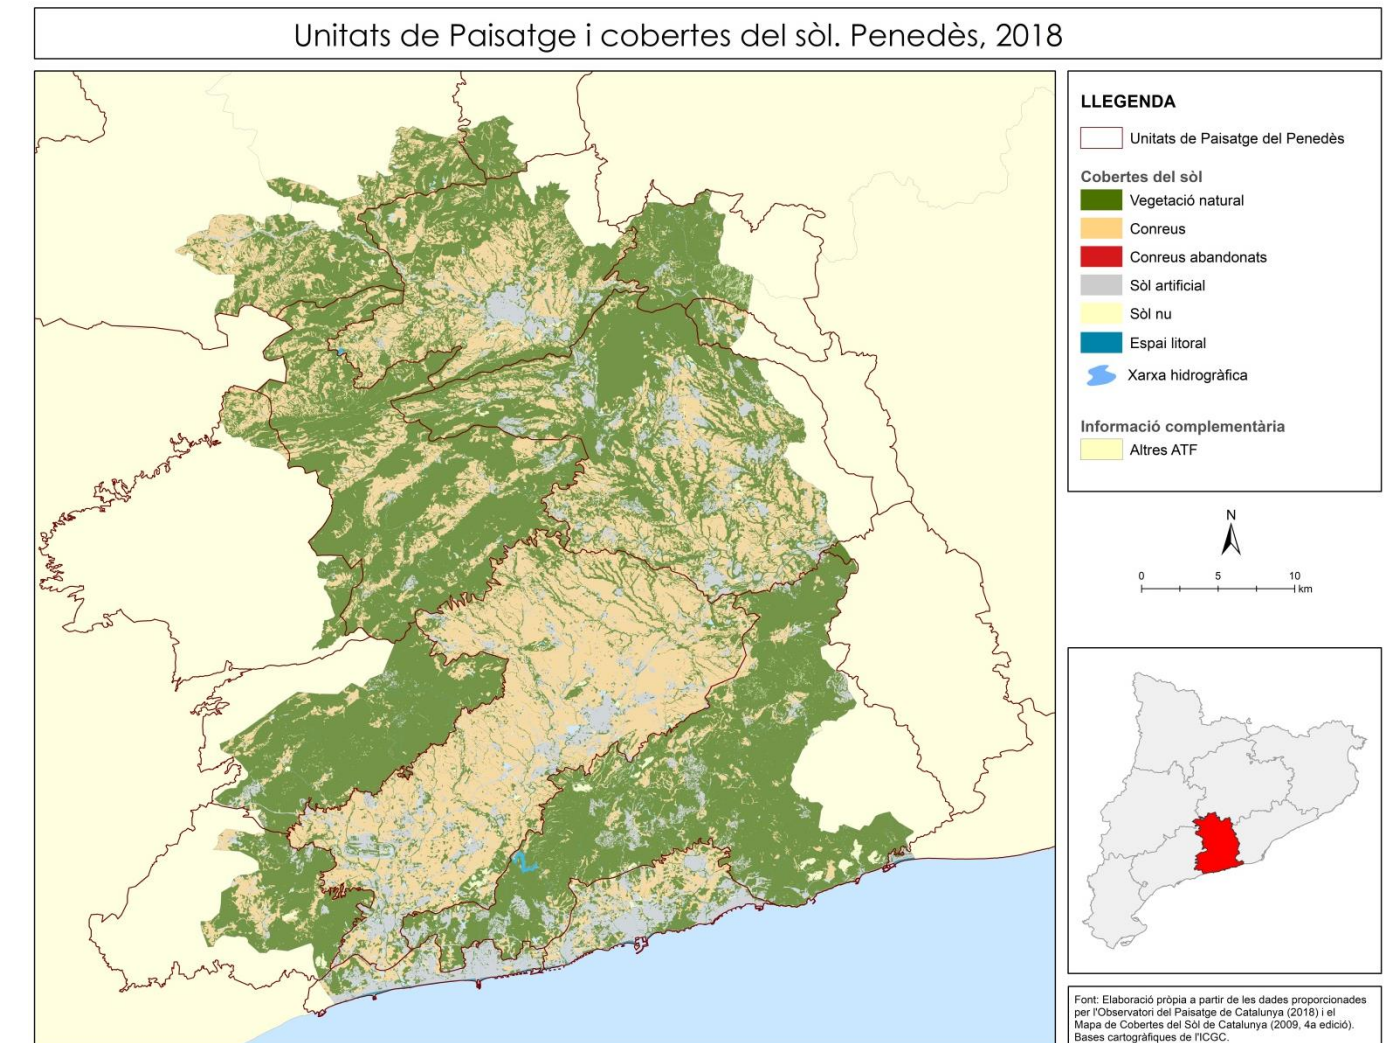 Unitats de Paisatge i cobertes del sòl. Penedès, 2018
LLEGENDA
Unitats de Paisatge del Penedès
Cobertes del sòl
Vegetació natural
Conreus
Conreus abandonats
Sòl artificial
Sòl nu
Espai litoral
Xarxa hidrogràfica
Informació complementària
Altres ATF
N
0 5 10
km
Font: Elaboració pròpia a partir de les dades proporcionades
per l'Observatori del Paisatge de Catalunya (2018) i el
Mapa de Cobertes del Sòl de Catalunya (2009, 4a edició).
Bases cartogràfiques de l'ICGC.